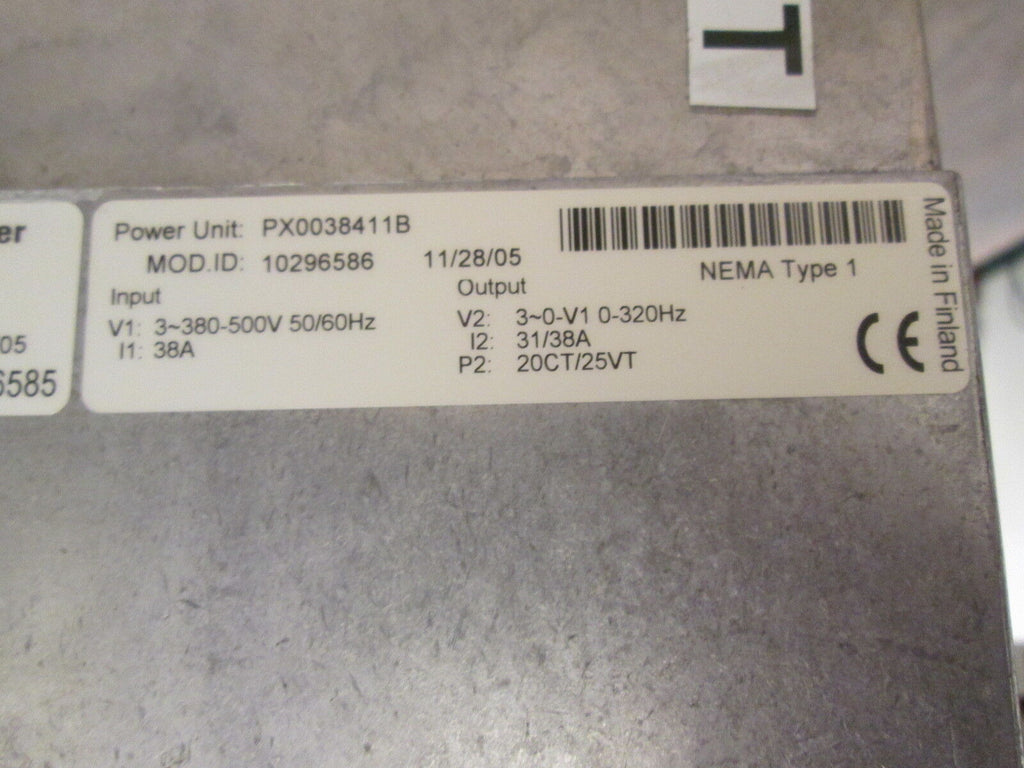 T
er
05
6585
Power Unit: PX0038411B
MOD.ID: 10296586 11/28/05
NEMA Type 1
Input
V1: 3~380-500V 50/60Hz
I1: 38A
Output
V2: 3~0-V1 0-320Hz
I2: 31/38A
P2: 20CT/25VT
CE
Made in Finland